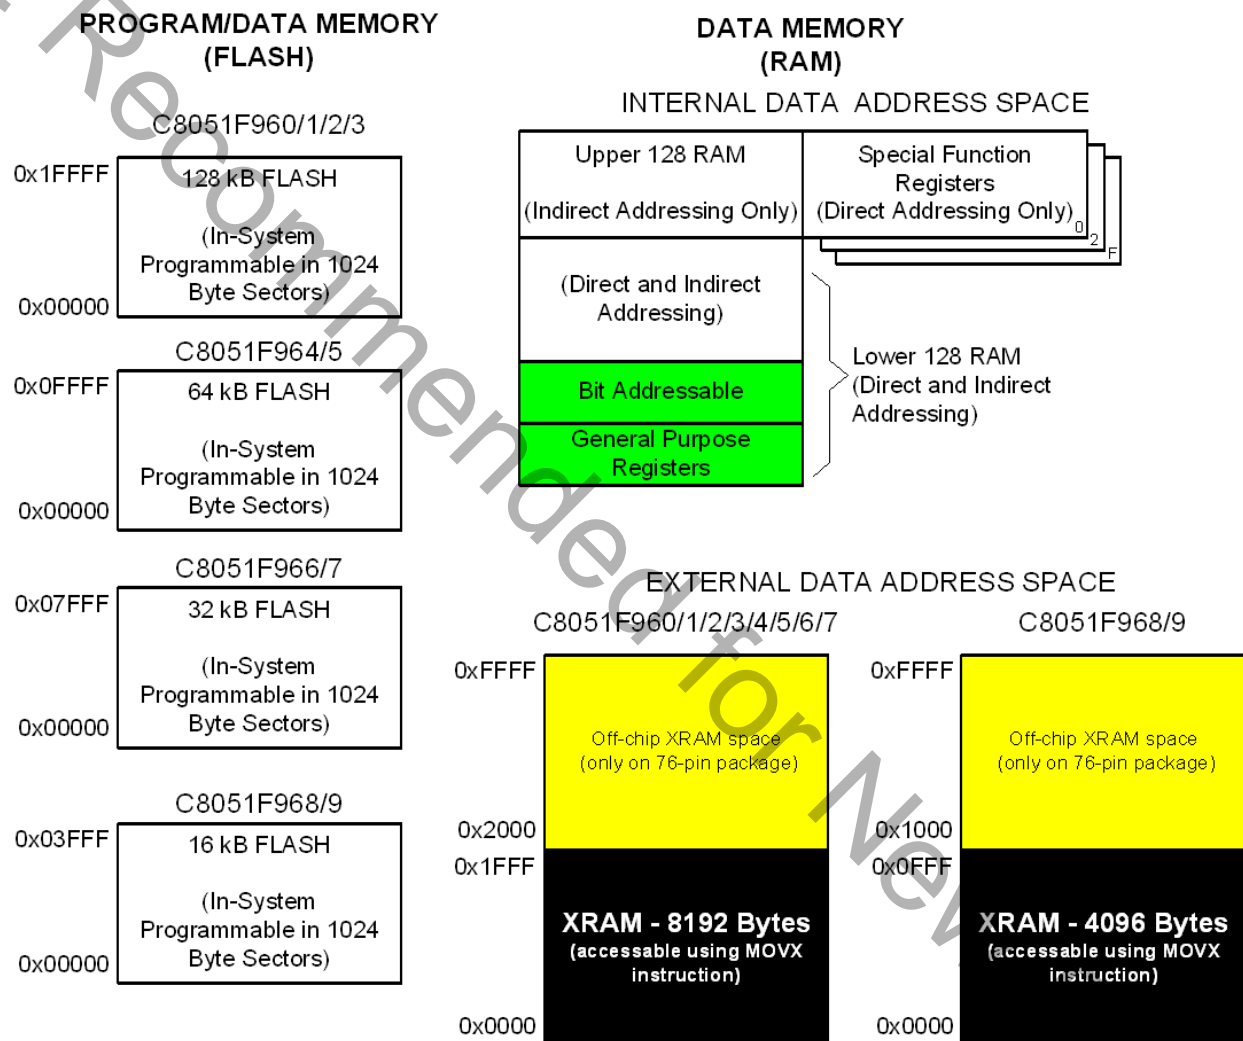 PROGRAM/DATA MEMORY
(FLASH)
C8051F960/1/2/3
0x1FFFF
128 kB FLASH
(In-System
Programmable in 1024
Byte Sectors)
0x00000
C8051F964/5
0x0FFFF
64 kB FLASH
(In-System
Programmable in 1024
Byte Sectors)
0x00000
C8051F966/7
0x07FFF
32 kB FLASH
(In-System
Programmable in 1024
Byte Sectors)
0x00000
C8051F968/9
0x03FFF
16 kB FLASH
(In-System
Programmable in 1024
Byte Sectors)
0x00000
DATA MEMORY
(RAM)
INTERNAL DATA ADDRESS SPACE
Upper 128 RAM
(Indirect Addressing Only)
Special Function
Registers
(Direct Addressing Only)
0
2
F
(Direct and Indirect
Addressing)
Bit Addressable
General Purpose
Registers
Lower 128 RAM
(Direct and Indirect
Addressing)
EXTERNAL DATA ADDRESS SPACE
C8051F960/1/2/3/4/5/6/7
0xFFFF
Off-chip XRAM space
(only on 76-pin package)
0x2000
0x1FFF
XRAM - 8192 Bytes
(accessable using MOVX
instruction)
0x0000
C8051F968/9
0xFFFF
Off-chip XRAM space
(only on 76-pin package)
0x1000
0x0FFF
XRAM - 4096 Bytes
(accessable using MOVX
instruction)
0x0000
Recommended for New